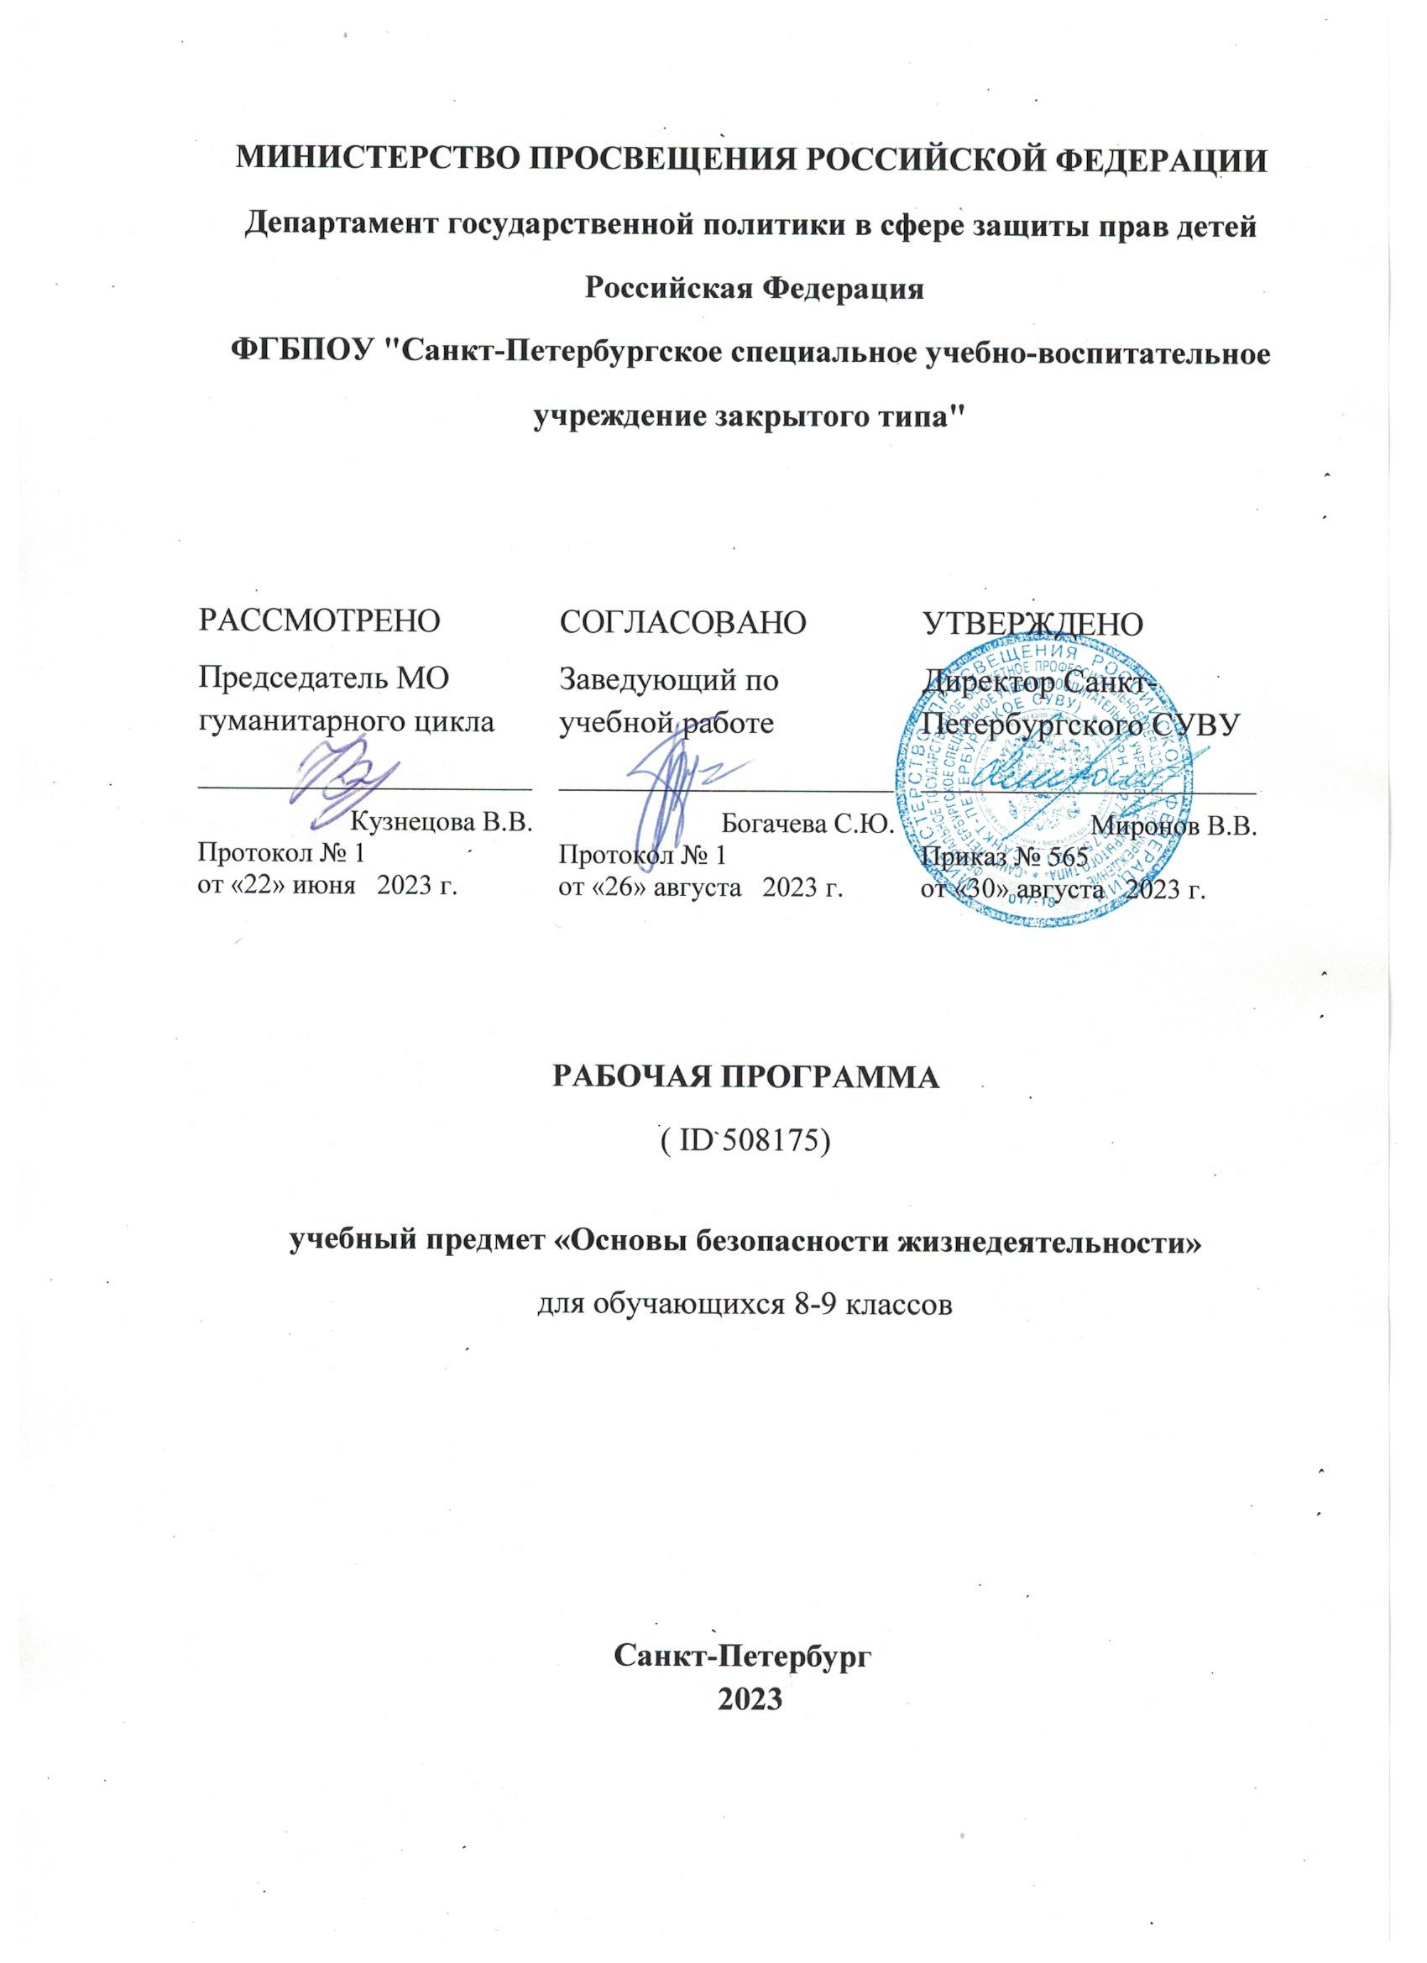 МИНИСТЕРСТВО ПРОСВЕЩЕНИЯ РОССИЙСКОЙ ФЕДЕРАЦИИ
Департамент государственной политики в сфере защиты прав детей
Российская Федерация
ФГБПОУ "Санкт-Петербургское специальное учебно-воспитательное
учреждение закрытого типа"
РАССМОТРЕНО
Председатель МО
гуманитарного цикла
Кузнецова В.В.
Протокол № 1
от «22» июня 2023 г.
СОГЛАСОВАНО
Заведующий по
учебной работе
Богачева С.Ю.
Протокол № 1
от «26» августа 2023 г.
УТВЕРЖДЕНО
Директор Санкт-
Петербургского СУВУ
Миронов В.В.
Приказ № 565
от «30» августа 2023 г.
РАБОЧАЯ ПРОГРАММА
( ID 508175)
учебный предмет «Основы безопасности жизнедеятельности»
для обучающихся 8-9 классов
Санкт-Петербург
2023